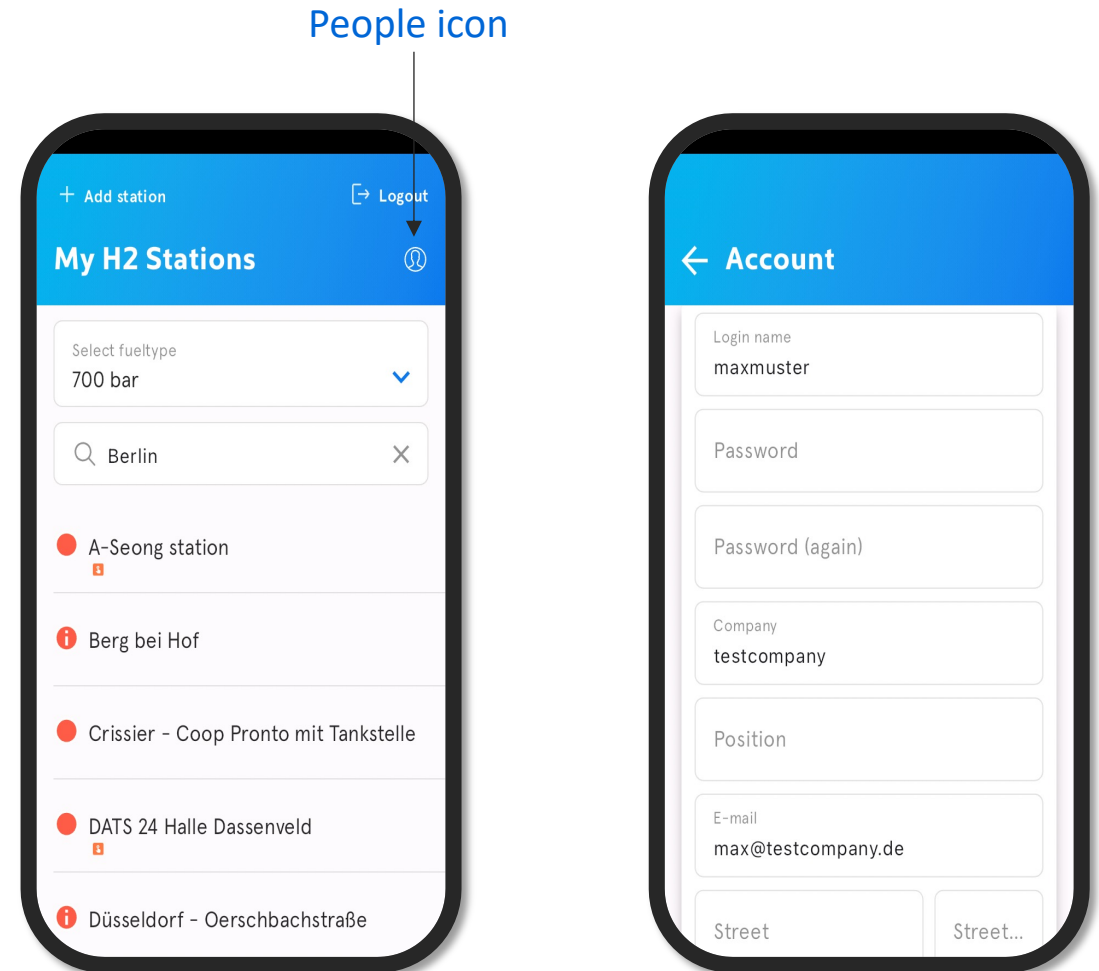 People icon
+ Add station
Logout
My H2 Stations
Select fueltype
700 bar
Berlin
A-Seong station
Berg bei Hof
Crissier - Coop Pronto mit Tankstelle
DATS 24 Halle Dassenveld
Düsseldorf - Oerschbachstraße
Account
Login name
maxmuster
Password
Password (again)
Company
testcompany
Position
E-mail
max@testcompany.de
Street
Street...